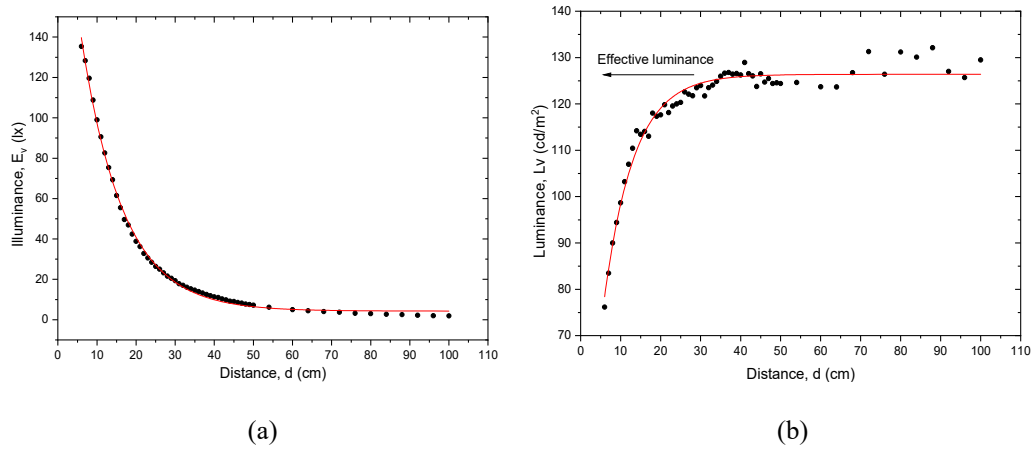 140
120
100
80
60
40
20
0
Illuminance, E_v (lx)
0 10 20 30 40 50 60 70 80 90 100 110
Distance, d (cm)
(a)
140
130
120
110
100
90
80
70
Luminance, Lv (cd/m²)
Effective luminance
0 10 20 30 40 50 60 70 80 90 100 110
Distance, d (cm)
(b)